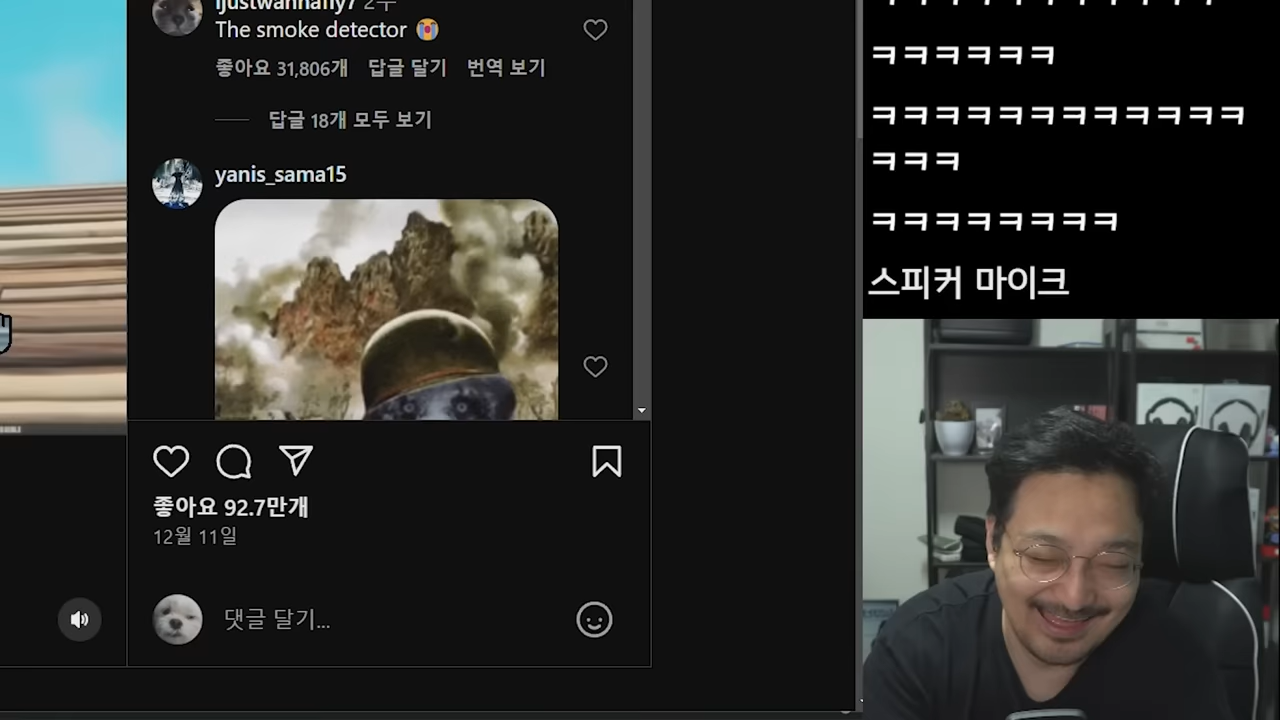 ijustwannafly7 2주
The smoke detector 😭
좋아요 31,806개 답글 달기 번역 보기
답글 18개 모두 보기
yanis_sama15
좋아요 92.7만개
12월 11일
댓글 달기...
ㅋㅋㅋㅋㅋㅋ
ㅋㅋㅋㅋㅋㅋㅋㅋㅋㅋㅋㅋ
ㅋㅋㅋ
ㅋㅋㅋㅋㅋㅋㅋㅋ
스피커 마이크